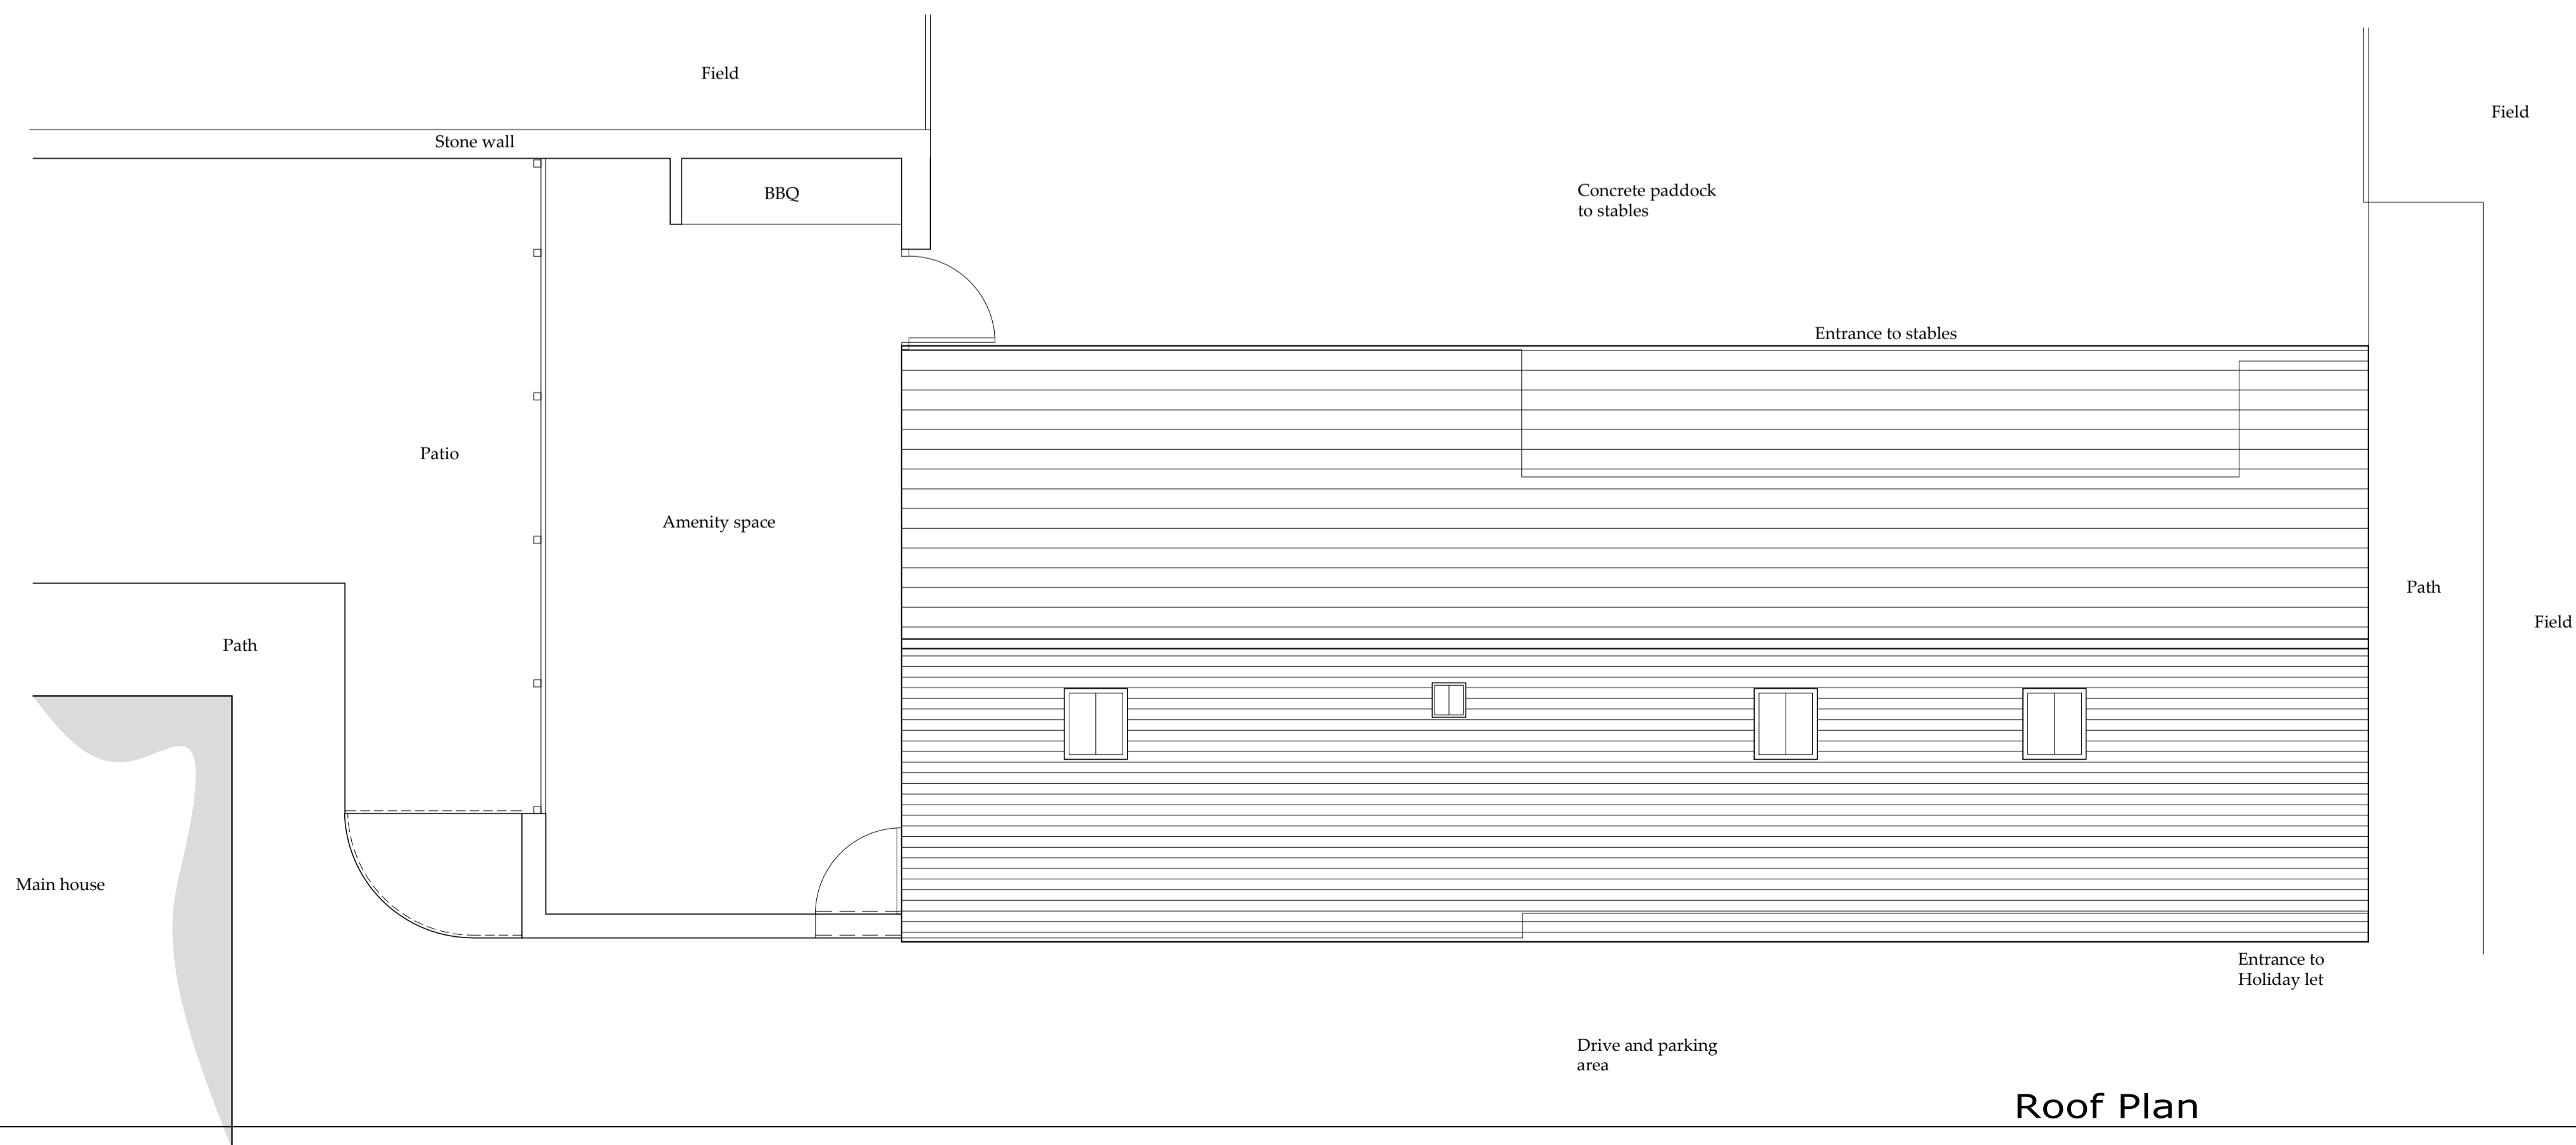 Field
Field
Stone wall
BBQ
Concrete paddock
to stables
Entrance to stables
Patio
Amenity space
Path
Field
Path
Main house
Entrance to
Holiday let
Drive and parking
area
Roof Plan